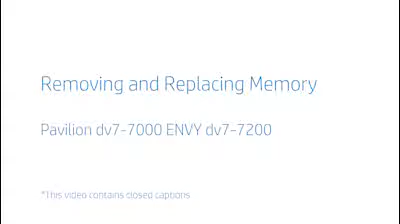 Removing and Replacing Memory
Pavilion dv7-7000 ENVY dv7-7200
*This video contains closed captions